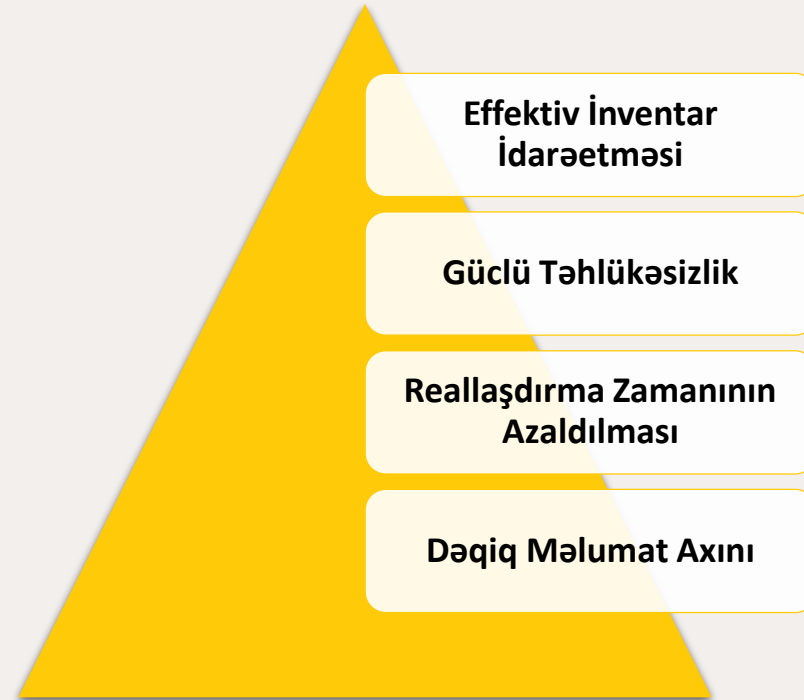 Effektiv İnventar
İdarəetməsi
Güclü Təhlükəsizlik
Reallaşdırma Zamanının
Azaldılması
Dəqiq Məlumat Axını